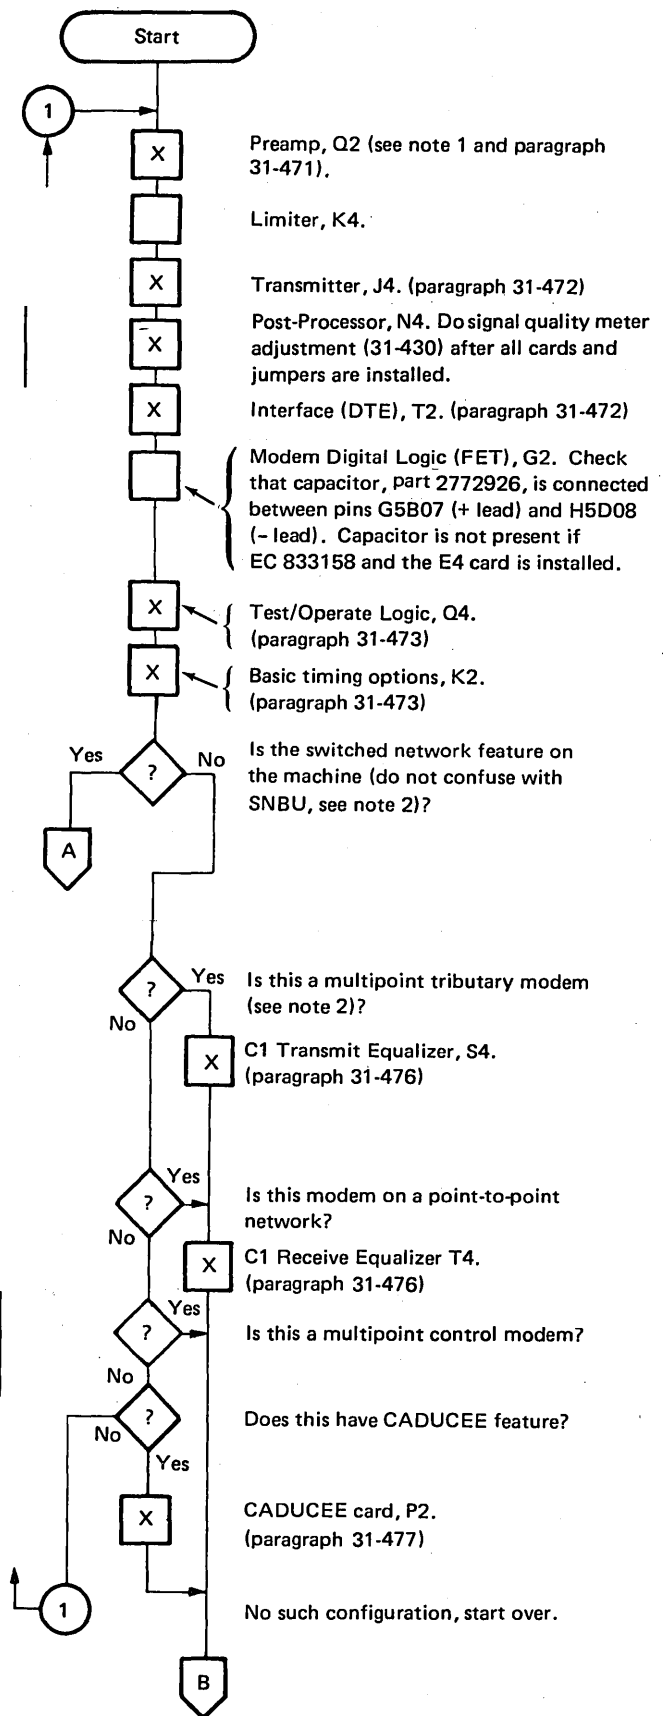 Start
1
X
Preamp, Q2 (see note 1 and paragraph
31-471).
Limiter, K4.
X
Transmitter, J4. (paragraph 31-472)
X
Post-Processor, N4. Do signal quality meter
adjustment (31-430) after all cards and
jumpers are installed.
X
Interface (DTE), T2. (paragraph 31-472)
Modem Digital Logic (FET), G2. Check
that capacitor, part 2772926, is connected
between pins G5B07 (+ lead) and H5D08
(- lead). Capacitor is not present if
EC 833158 and the E4 card is installed.
X
Test/Operate Logic, Q4.
(paragraph 31-473)
X
Basic timing options, K2.
(paragraph 31-473)
Yes
?
No
Is the switched network feature on
the machine (do not confuse with
SNBU, see note 2)?
A
?
Yes
No
Is this a multipoint tributary modem
(see note 2)?
X
C1 Transmit Equalizer, S4.
(paragraph 31-476)
?
Yes
No
Is this modem on a point-to-point
network?
X
C1 Receive Equalizer T4.
(paragraph 31-476)
?
Yes
No
Is this a multipoint control modem?
?
No
Yes
Does this have CADUCEE feature?
X
CADUCEE card, P2.
(paragraph 31-477)
1
No such configuration, start over.
B